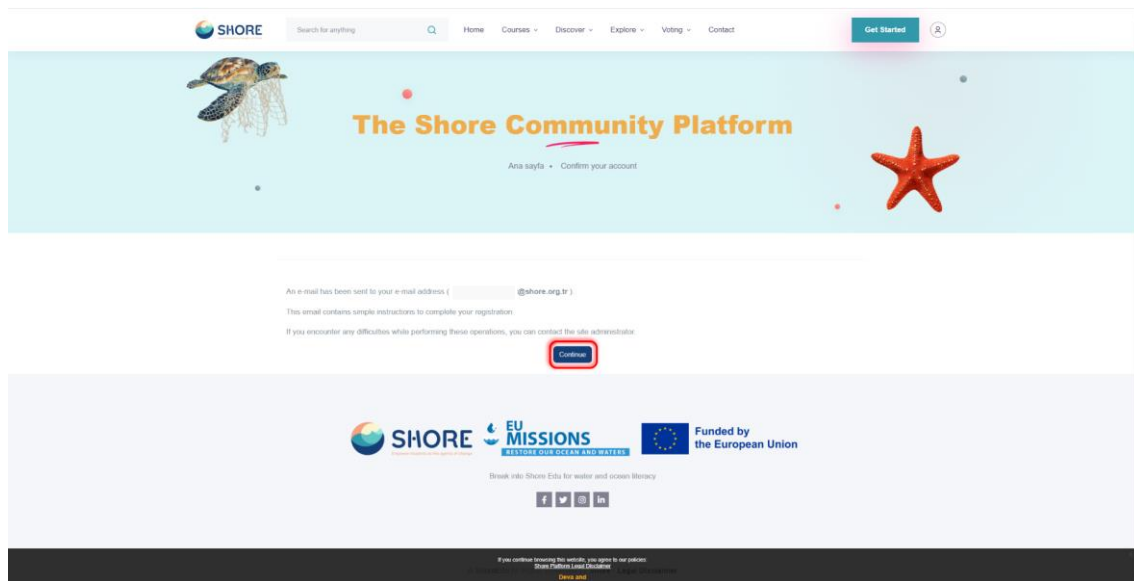 SHORE
Search for anything
Home Courses Discover Explore Voting Contact
Get Started
The Shore Community Platform
Ana sayfa • Confirm your account
An e-mail has been sent to your e-mail address ( @shore.org.tr )
This email contains simple instructions to complete your registration.
If you encounter any difficulties while performing these operations, you can contact the site administrator.
Continue
SHORE
EU
MISSIONS
RESTORE OUR OCEAN AND WATERS
Funded by
the European Union
Break into Shore Edu for water and ocean literacy
If you continue browsing this website, you agree to our policies
Shore Platform Legal Disclaimer
Deva and